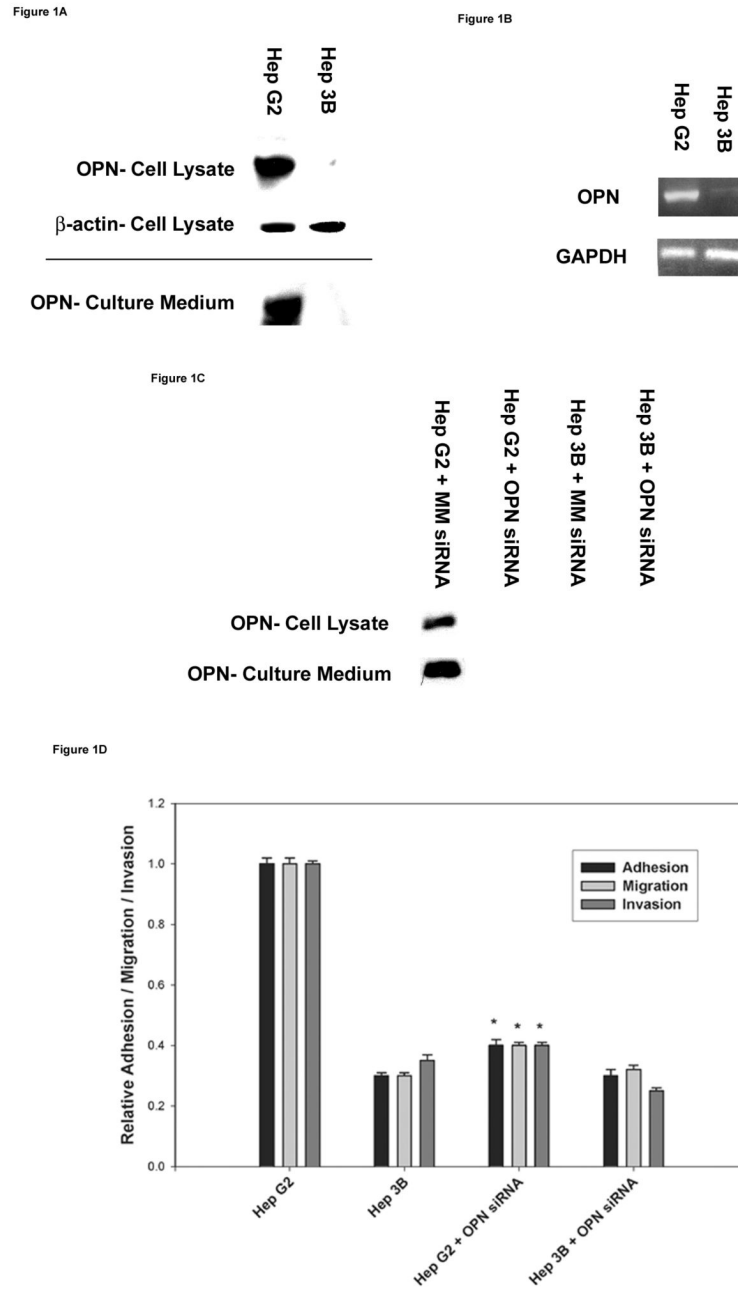 Figure 1A
Hep G2
Hep 3B
OPN- Cell Lysate
β-actin- Cell Lysate
OPN- Culture Medium
Figure 1B
Hep G2
Hep 3B
OPN
GAPDH
Figure 1C
Hep G2 + MM siRNA
Hep G2 + OPN siRNA
Hep 3B + MM siRNA
Hep 3B + OPN siRNA
OPN- Cell Lysate
OPN- Culture Medium
Figure 1D
Relative Adhesion / Migration / Invasion
1.2
1.0
0.8
0.6
0.4
0.2
0.0
Adhesion
Migration
Invasion
* * *
Hep G2
Hep 3B
Hep G2 + OPN siRNA
Hep 3B + OPN siRNA